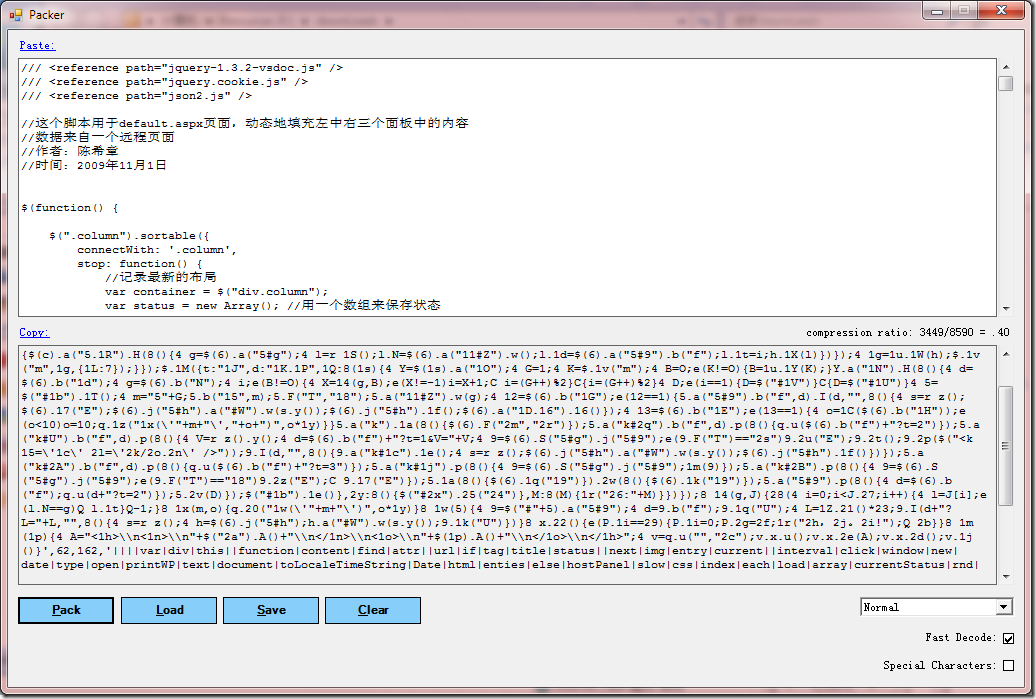 Packer
Paste:
/// <reference path="jquery-1.3.2-vsdoc.js" />
/// <reference path="jquery.cookie.js" />
/// <reference path="json2.js" />
//这个脚本用于default.aspx页面，动态地填充左中右三个面板中的内容
//数据来自一个远程页面
//作者：陈希章
//时间：2009年11月1日
$(function() {
$(".column").sortable({
connectWith: '.column',
stop: function() {
//记录最新的布局
var container = $("div.column");
var status = new Array(); //用一个数组来保存状态
Copy:
compression ratio: 3449/8590 = .40
{$(c).a("5.1R").H(8(){4 g=$(6).a("5#g");4 l=r 1S();l.N=$(6).a("11#Z").w();l.1d=$(6).a("5#9").b("f");l.1t=i;h.1X(l)})});4 1g=1u.1W(h);$.1v
("m",1g,{1L:7});}});$.1M({t:"1J",d:"1K.1P",1Q:8(1s){4 Y=$(1s).a("1O");4 G=1;4 K=$.1v("m");4 B=O;e(K!=O){B=1u.1Y(K);}Y.a("1N").H(8(){4 d=
$(6).b("1d");4 g=$(6).b("N");4 i;e(B!=O){4 X=14(g,B);e(X!=-1)i=X+1;C i=(G++)%2}C{i=(G++)%2}4 D;e(i==1){D=$("#1V")}C{D=$("#1U")}4 5=
$("#1b").1T();4 m="5"+G;5.b("15",m);5.F("T","18");5.a("11#Z").w(g);4 12=$(6).b("1G");e(12==1){5.a("5#9").b("f",d).I(d,"",8(){4 s=r z();
$(6).17("E");$(6).j("5#h").a("#W").w(s.y());$(6).j("5#h").1f();$(6).a("1D.16").16()});4 13=$(6).b("1E");e(13==1){4 o=1C($(6).b("1H"));e
(o<10)o=10;q.1z("1x(\'"+m+"\',"+o+")",o*1y)}}5.a("k").1a(8(){$(6).F("2m","2r")});5.a("k#2q").b("f",d).p(8(){q.u($(6).b("f")+"?t=2")});5.a
("k#U").b("f",d).p(8(){4 V=r z().y;4 d=$(6).b("f")+"?t=1&V="+V;4 9=$(6).S("5#g").j("5#9");e(9.F("T")=="2s")9.2u("E");9.2t();9.2p($("<k
15=\'1c\' 2l=\'2k/2o.2n\' />"));9.I(d,"",8(){9.a("k#1c").1e();4 s=r z();$(6).j("5#h").a("#W").w(s.y());$(6).j("5#h").1f()})});5.a
("k#2A").b("f",d).p(8(){q.u($(6).b("f")+"?t=3")});5.a("k#1j").p(8(){4 9=$(6).S("5#g").j("5#9");1m(9)});5.a("k#2B").p(8(){4 9=$(6).S
("5#g").j("5#9");e(9.F("T")=="18")9.2z("E");C 9.17("E")});5.1a(8(){$(6).1q("19")}).2w(8(){$(6).1k("19")});5.a("5#9").p(8(){4 d=$(6).b
("f");q.u(d+"?t=2")});5.2v(D)});$("#1b").1e()},2y:8(){$("#2x").25("24")},M:8(M){1r("26:"+M)}})});8 14(g,J){28(4 i=0;i<J.27;i++){4 l=J[i];e
(l.N==g)Q l.1t}Q-1;}8 1x(m,o){q.20("1w(\'"+m+"\')",o*1y)}8 1w(5){4 9=$("#"+5).a("5#9");4 d=9.b("f");9.1q("U");4 L=1Z.21()*23;9.I(d+"?
L="+L,"",8(){4 s=r z();4 h=$(6).j("5#h");h.a("#W").w(s.y());9.1k("U")})}8 x.22(){e(P.1i==29){P.1i=0;P.2g=2f;1r("2h，2j。2i!");Q 2b}}8 1m
(1p){4 A="<1h>\\n<1l>\\n"+$("2a").A()+"\\n</1l>\\n<1o>\\n"+$(1p).A()+"\\n</1o>\\n</1h>";4 v=q.u("","2c");v.x.u();v.x.2e(A);v.x.2d();v.1j
()}',62,162,'||||var|div|this||function|content|find|attr||url|if|tag|title|status||next|img|entry|current||interval|click|window|new|
date|type|open|printWP|text|document|toLocaleTimeString|Date|html|enties|else|hostPanel|slow|css|index|each|load|array|currentStatus|rnd|
Pack
Load
Save
Clear
Normal
Fast Decode:
Special Characters: